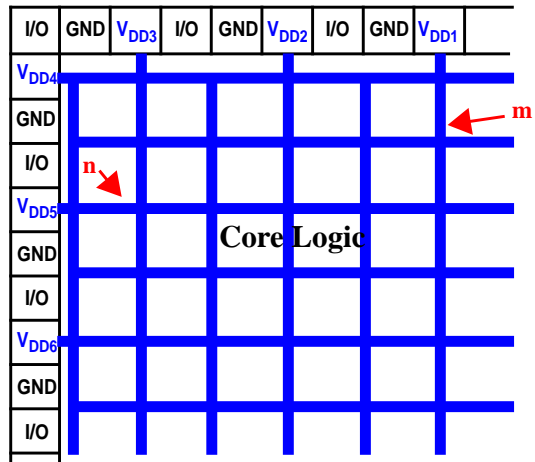 I/O GND VDD3 I/O GND VDD2 I/O GND VDD1
VDD4
GND
m
I/O
n
VDD5
Core Logic
GND
I/O
VDD6
GND
I/O